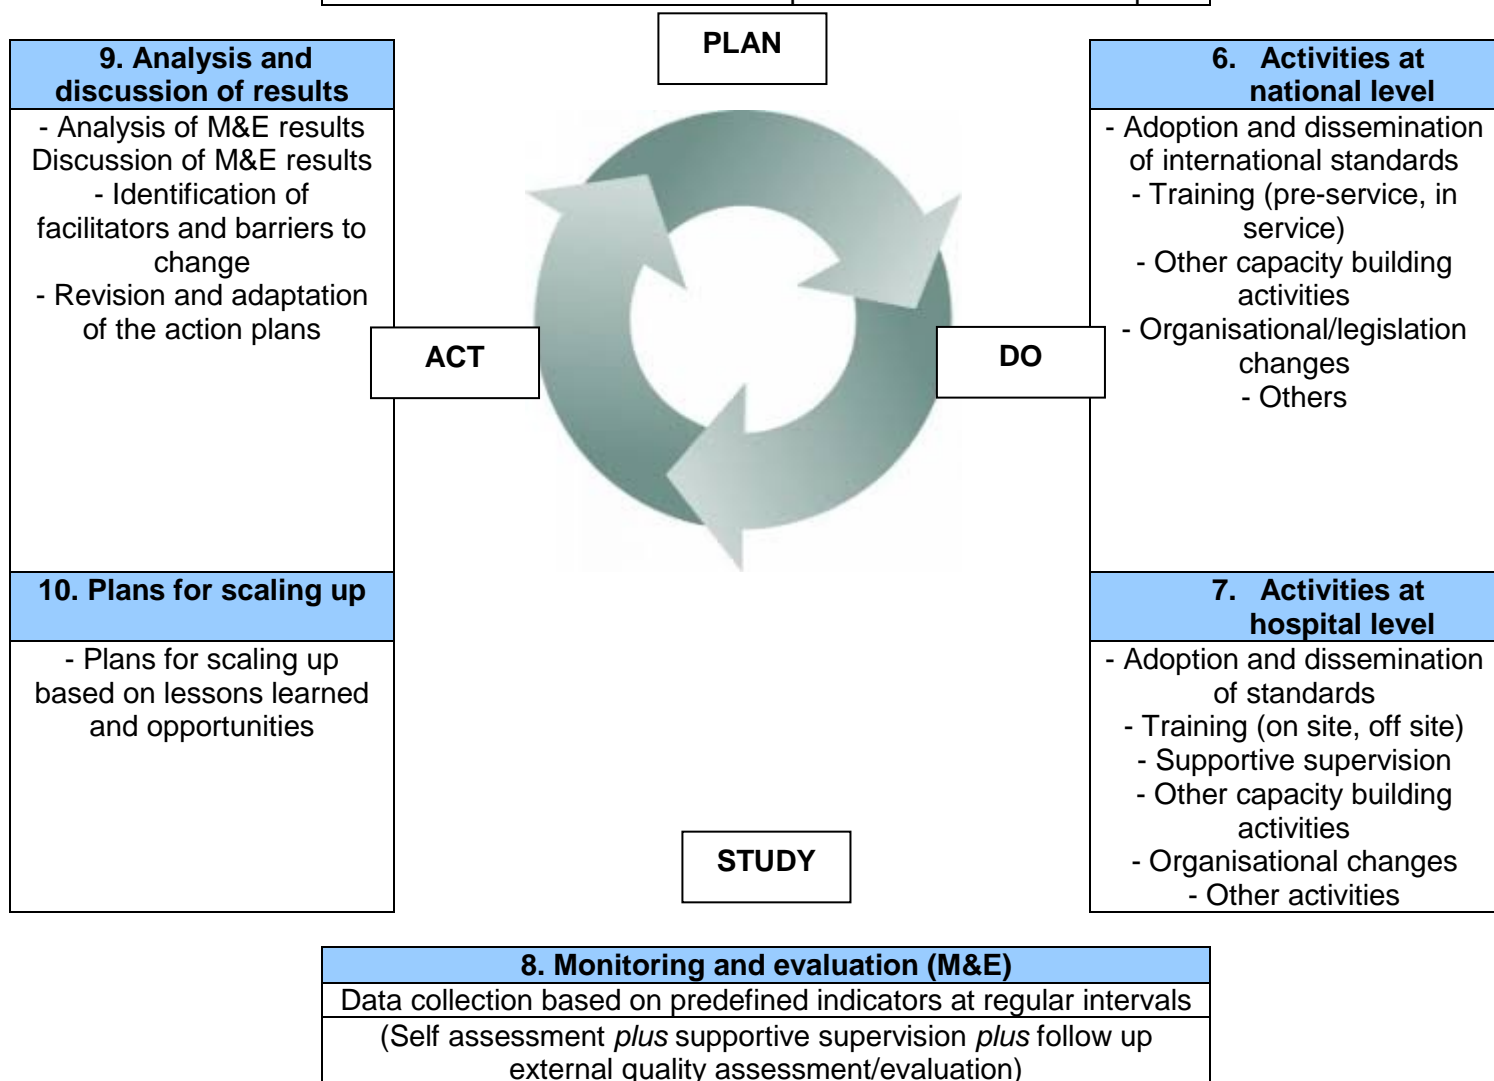 PLAN
9. Analysis and
discussion of results
- Analysis of M&E results
Discussion of M&E results
- Identification of
facilitators and barriers to
change
- Revision and adaptation
of the action plans
6. Activities at
national level
- Adoption and dissemination
of international standards
- Training (pre-service, in
service)
- Other capacity building
activities
- Organisational/legislation
changes
- Others
ACT
DO
10. Plans for scaling up
- Plans for scaling up
based on lessons learned
and opportunities
7. Activities at
hospital level
- Adoption and dissemination
of standards
- Training (on site, off site)
- Supportive supervision
- Other capacity building
activities
- Organisational changes
- Other activities
STUDY
8. Monitoring and evaluation (M&E)
Data collection based on predefined indicators at regular intervals
(Self assessment plus supportive supervision plus follow up
external quality assessment/evaluation)